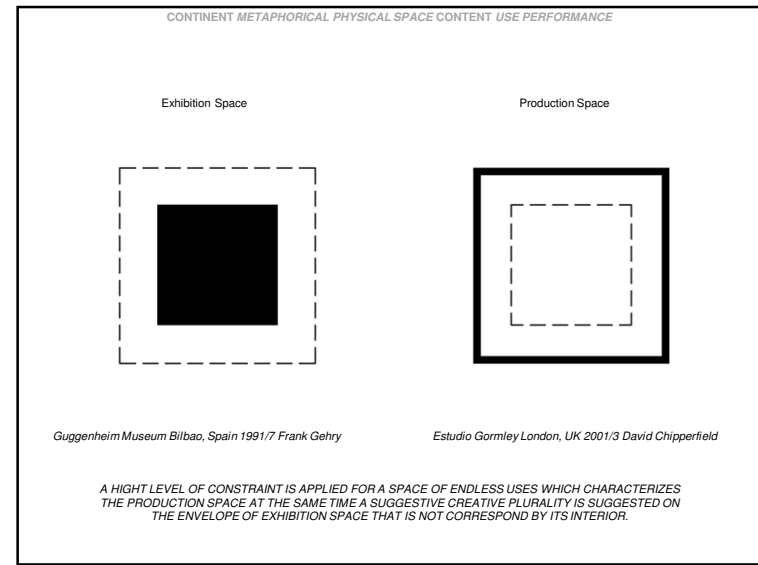 CONTINENT METAPHORICAL PHYSICAL SPACE CONTENT USE PERFORMANCE
Exhibition Space
Production Space
Guggenheim Museum Bilbao, Spain 1991/7 Frank Gehry
Estudio Gormley London, UK 2001/3 David Chipperfield
A HIGHT LEVEL OF CONSTRAINT IS APPLIED FOR A SPACE OF ENDLESS USES WHICH CHARACTERIZES
THE PRODUCTION SPACE AT THE SAME TIME A SUGGESTIVE CREATIVE PLURALITY IS SUGGESTED ON
THE ENVELOPE OF EXHIBITION SPACE THAT IS NOT CORRESPOND BY ITS INTERIOR.